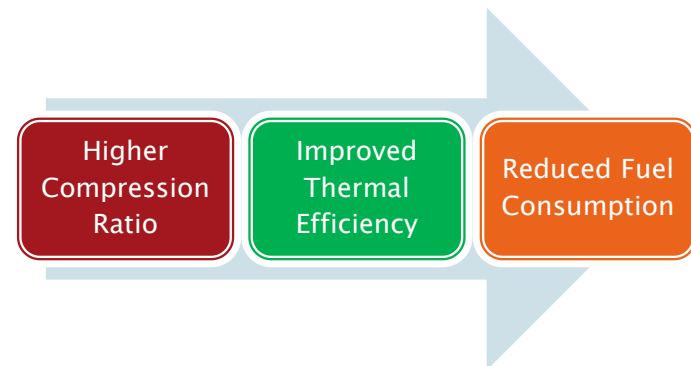 Higher
Compression
Ratio
Improved
Thermal
Efficiency
Reduced Fuel
Consumption